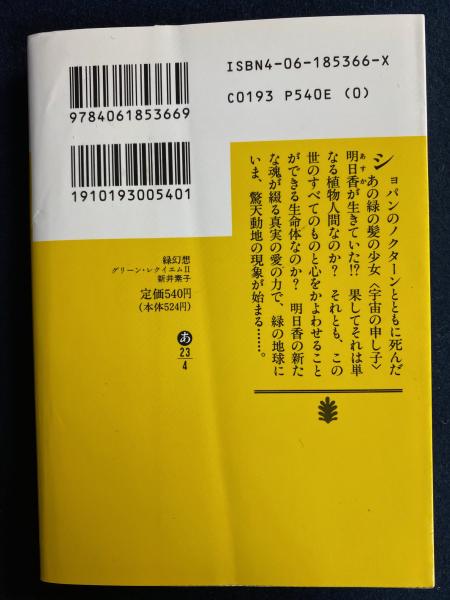 ISBN4-06-185366-X
C0193 P540E (0)
9784061853669
1910193005401
緑幻想
グリーン・レクイエムⅡ
新井素子
定価540円
(本体524円)
あ
23
4
ショパンのノクターンとともに死んだ
あの緑の髪の少女〈宇宙の申し子〉
明日香が生きていた!? 果してそれは単
あすか
なる植物人間なのか? それとも、この
世のすべてのものと心をかよわせること
ができる生命体なのか? 明日香の新た
な魂が綴る真実の愛の力で、緑の地球に
いま、驚天動地の現象が始まる……。